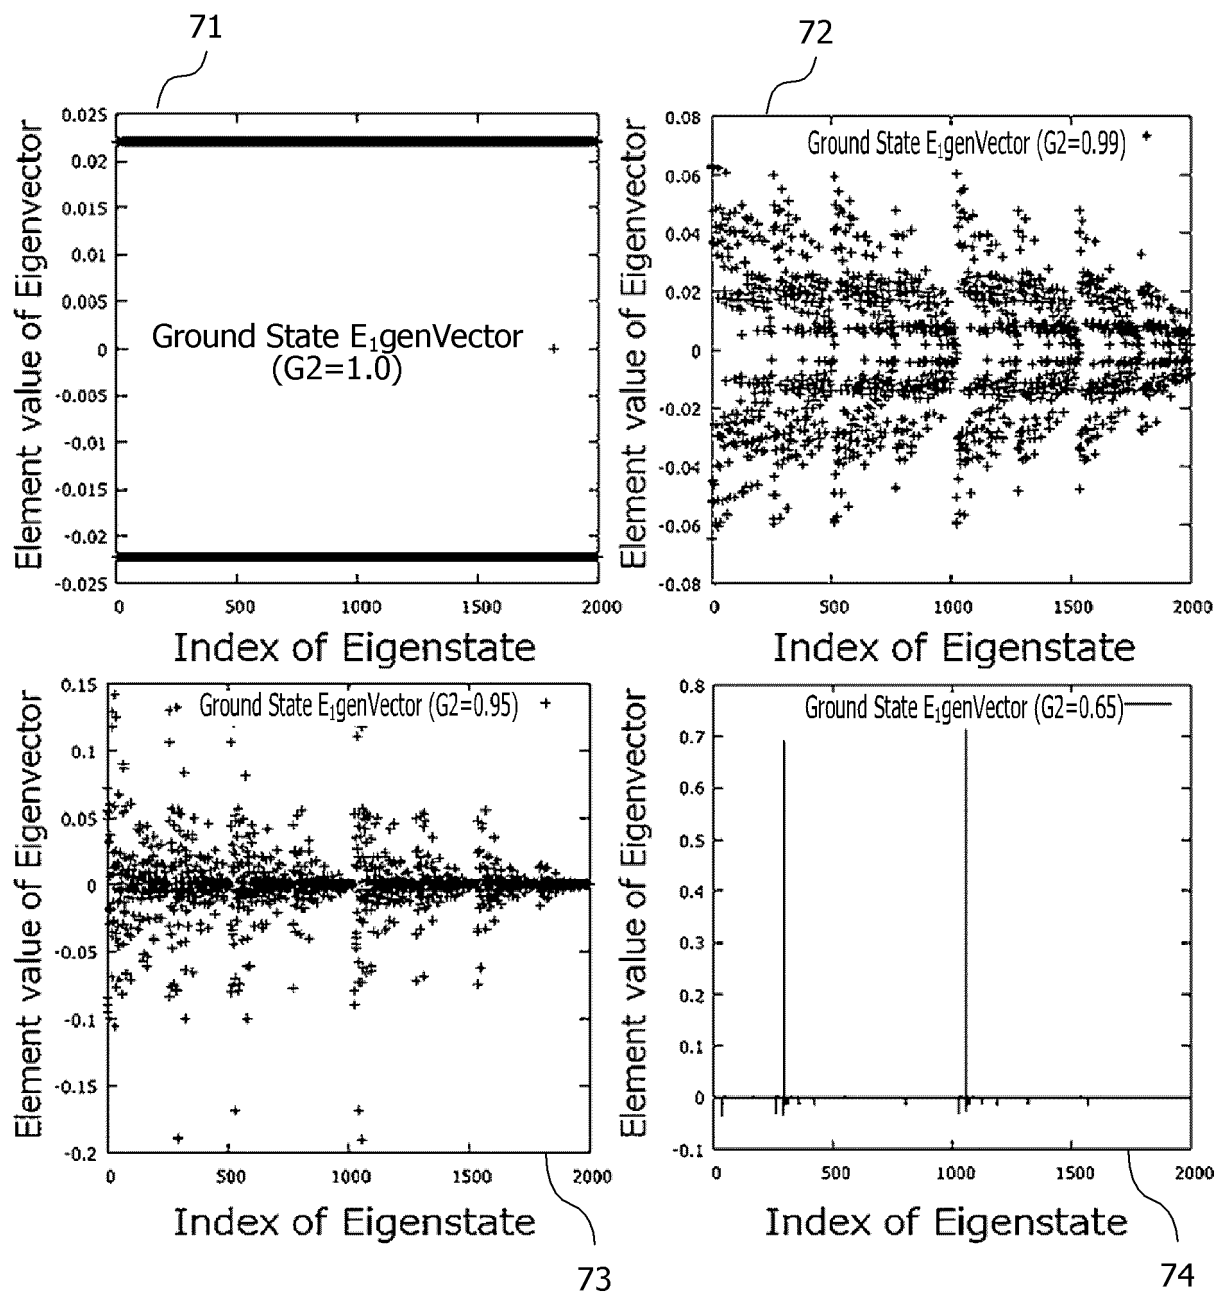 71
72
0.025
0.02
0.015
0.01
0.005
0
-0.005
-0.01
-0.015
-0.02
-0.025
Element value of Eigenvector
Ground State E₁genVector
(G2=1.0)
0 500 1000 1500 2000
Index of Eigenstate
0.08
0.06
0.04
0.02
0
-0.02
-0.04
-0.06
-0.08
Element value of Eigenvector
Ground State E₁genVector (G2=0.99)
0 500 1000 1500 2000
Index of Eigenstate
0.15
0.1
0.05
0
-0.05
-0.1
-0.15
-0.2
Element value of Eigenvector
Ground State E₁genVector (G2=0.95)
0 500 1000 1500 2000
Index of Eigenstate
0.8
0.7
0.6
0.5
0.4
0.3
0.2
0.1
0
-0.1
Element value of Eigenvector
Ground State E₁genVector (G2=0.65)
0 500 1000 1500 2000
Index of Eigenstate
73
74